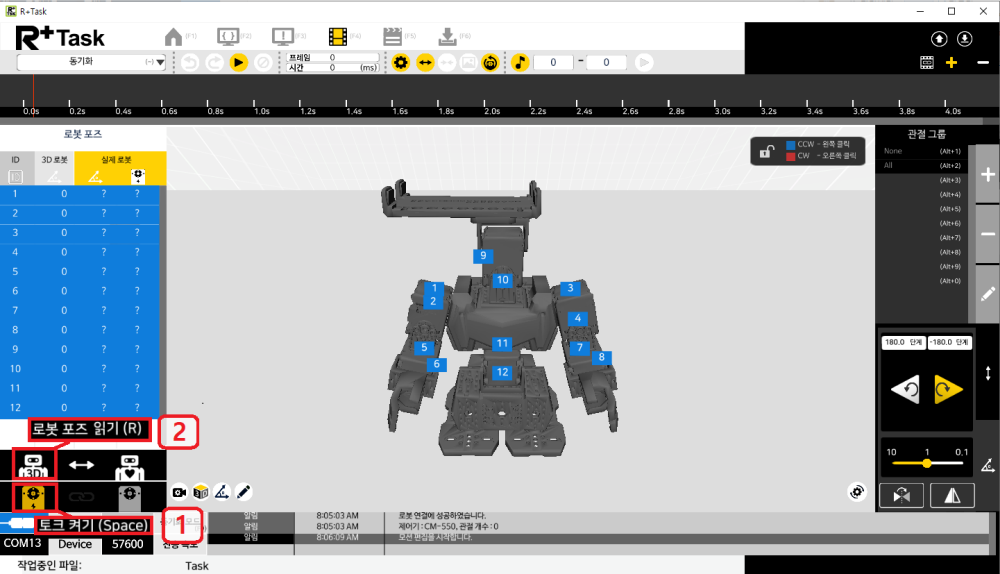 R+Task
R+Task
(F1)
(F2)
(F3)
(F4)
(F5)
(F6)
동기화 (-)
프레임 0
시간 0 (ms)
0 - 0
0.0s 0.2s 0.4s 0.6s 0.8s 1.0s 1.2s 1.4s 1.6s 1.8s 2.0s 2.2s 2.4s 2.6s 2.8s 3.0s 3.2s 3.4s 3.6s 3.8s 4.0s
로봇 포즈
ID 3D 로봇 실제 로봇
1 0 ? ?
2 0 ? ?
3 0 ? ?
4 0 ? ?
5 0 ? ?
6 0 ? ?
7 0 ? ?
8 0 ? ?
9 0 ? ?
10 0 ? ?
11 0 ? ?
12 0 ? ?
로봇 포즈 읽기 (R) 2
3D
토크 켜기 (Space) 1
COM13 Device 57600
작업중인 파일: Task
CCW - 왼쪽 클릭
CW - 오른쪽 클릭
9
10
1
2
3
4
5
6
7
8
11
12
3D
알림 8:05:03 AM 로봇 연결에 성공하였습니다.
알림 8:05:03 AM 제어기 : CM-550, 관절 개수 : 0
알림 8:06:09 AM 모션 편집을 시작합니다.
관절 그룹
None (Alt+1)
All (Alt+2)
(Alt+3)
(Alt+4)
(Alt+5)
(Alt+6)
(Alt+7)
(Alt+8)
(Alt+9)
(Alt+0)
180.0 단계 -180.0 단계
10 1 0.1